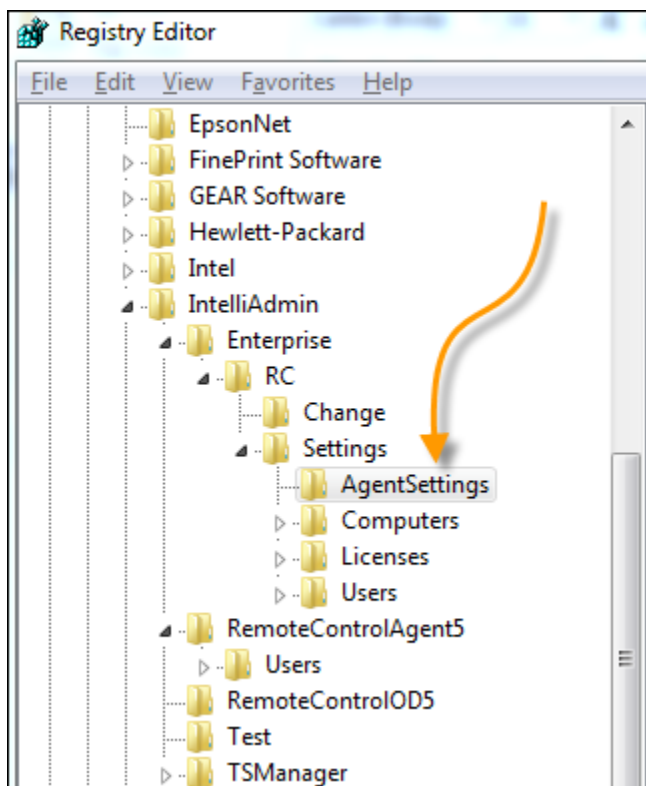 Registry Editor
File Edit View Favorites Help
EpsonNet
FinePrint Software
GEAR Software
Hewlett-Packard
Intel
IntelliAdmin
Enterprise
RC
Change
Settings
AgentSettings
Computers
Licenses
Users
RemoteControlAgent5
Users
RemoteControlOD5
Test
TSManager